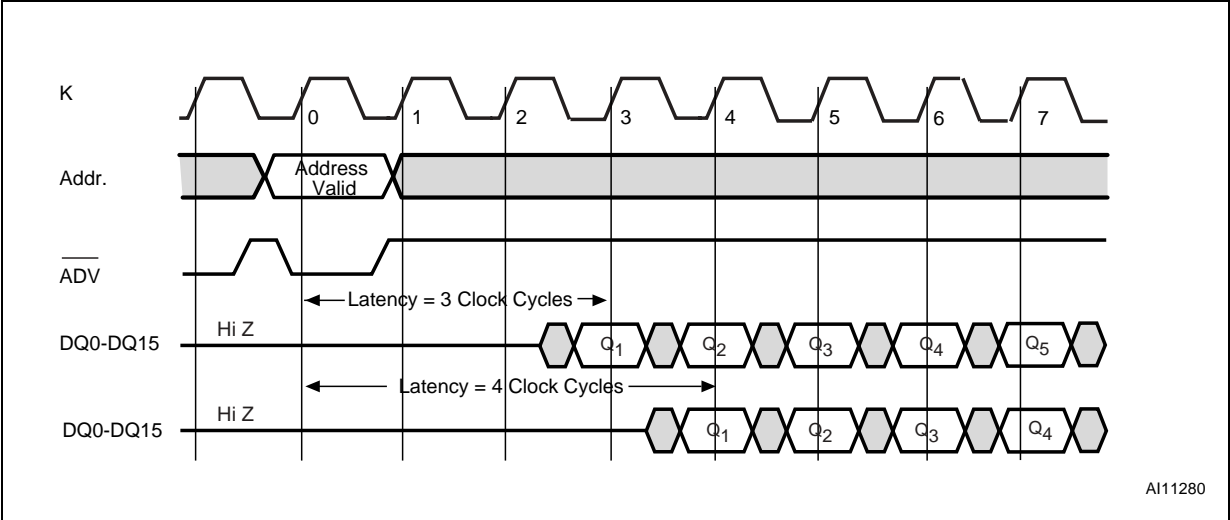 K
0 1 2 3 4 5 6 7
Addr.
Address
Valid
ADV
Latency = 3 Clock Cycles
DQ0-DQ15
Hi Z
Q1 Q2 Q3 Q4 Q5
Latency = 4 Clock Cycles
DQ0-DQ15
Hi Z
Q1 Q2 Q3 Q4
AI11280